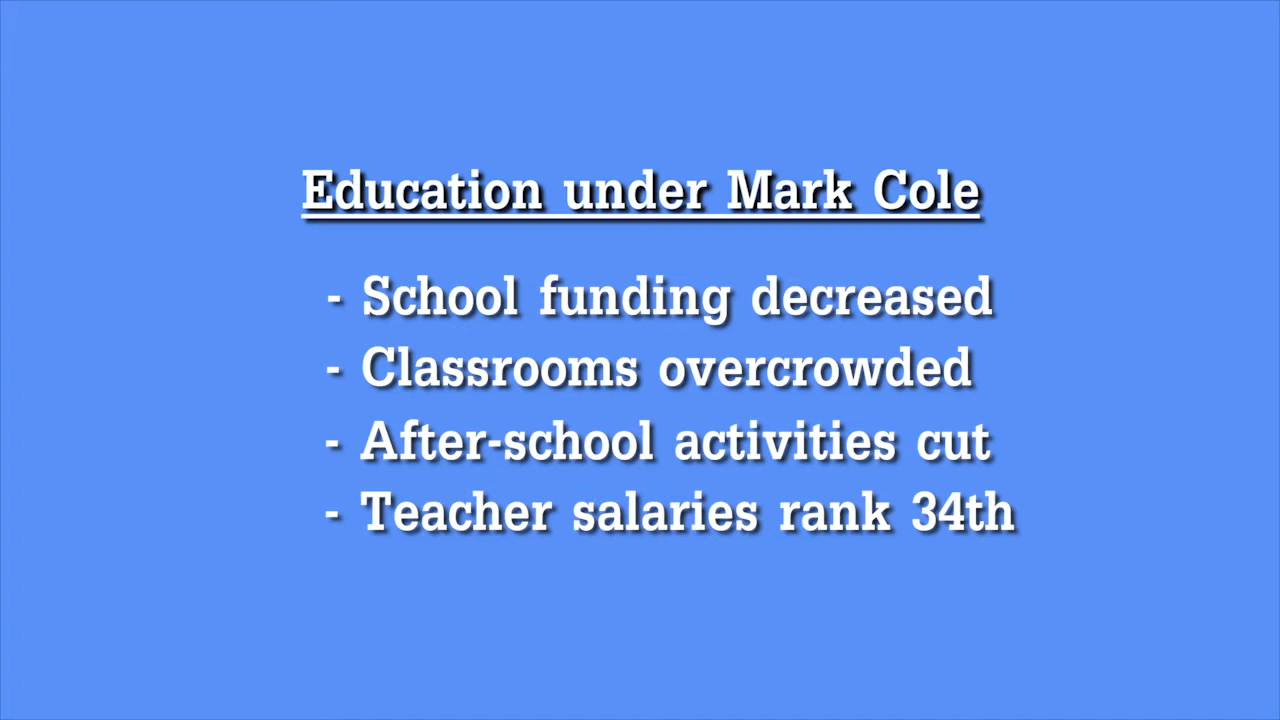 Education under Mark Cole
- School funding decreased
- Classrooms overcrowded
- After-school activities cut
- Teacher salaries rank 34th